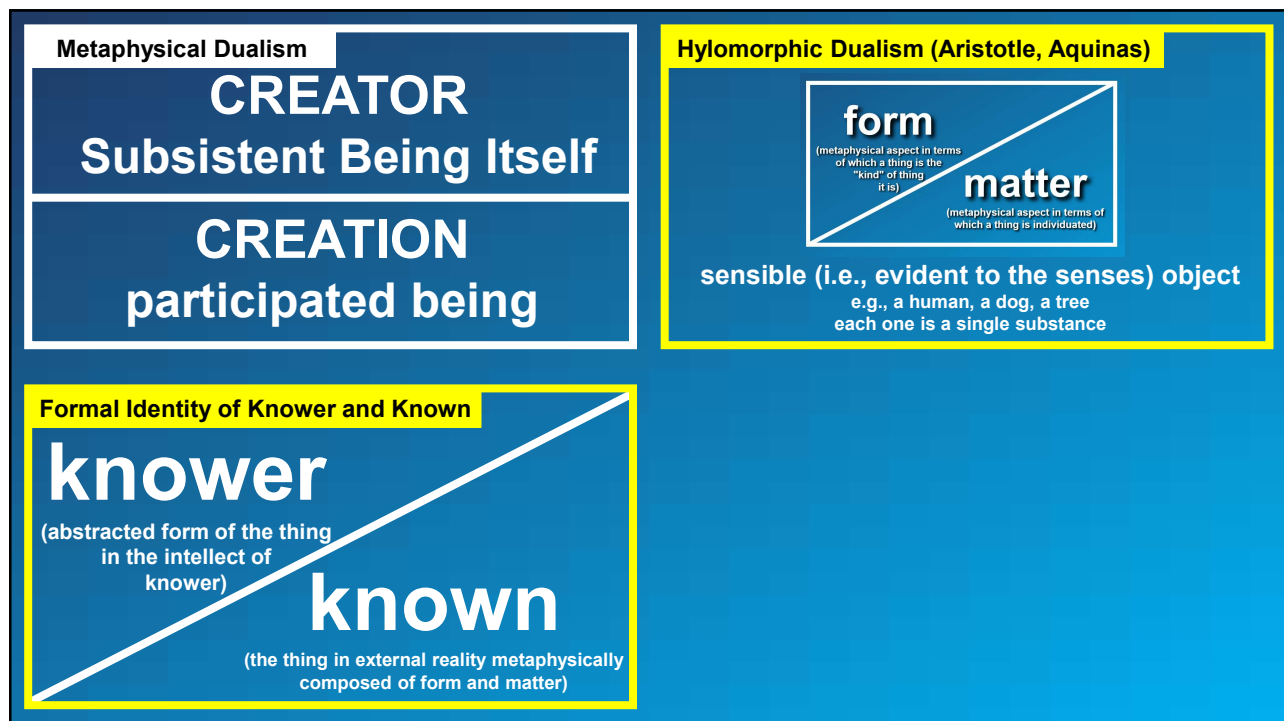 Metaphysical Dualism
CREATOR
Subsistent Being Itself
CREATION
participated being
Hylomorphic Dualism (Aristotle, Aquinas)
form
(metaphysical aspect in terms
of which a thing is the
"kind" of thing
it is)
matter
(metaphysical aspect in terms of
which a thing is individuated)
sensible (i.e., evident to the senses) object
e.g., a human, a dog, a tree
each one is a single substance
Formal Identity of Knower and Known
knower
(abstracted form of the thing
in the intellect of
knower)
known
(the thing in external reality metaphysically
composed of form and matter)